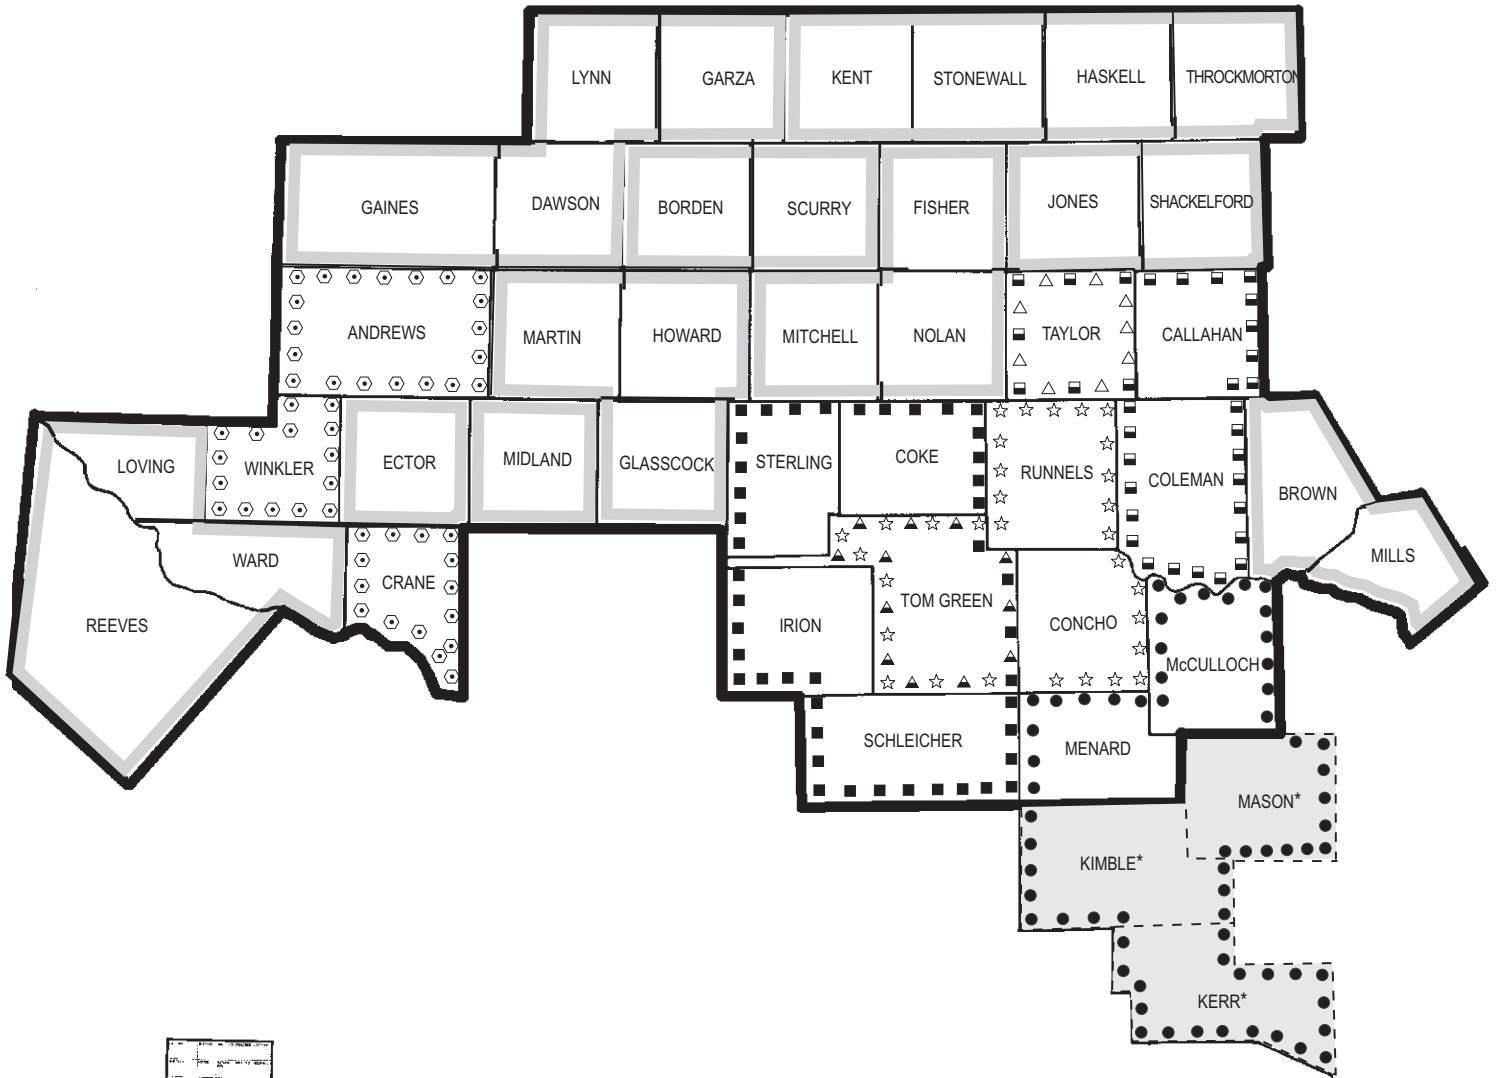 LYNN GARZA KENT STONEWALL HASKELL THROCKMORTON
GAINES DAWSON BORDEN SCURRY FISHER JONES SHACKELFORD
ANDREWS MARTIN HOWARD MITCHELL NOLAN TAYLOR CALLAHAN
LOVING WINKLER ECTOR MIDLAND GLASSCOCK STERLING COKE RUNNELS COLEMAN BROWN
WARD CRANE MILLS
REEVES IRION TOM GREEN CONCHO
McCULLOCH
SCHLEICHER MENARD
MASON*
KIMBLE*
KERR*